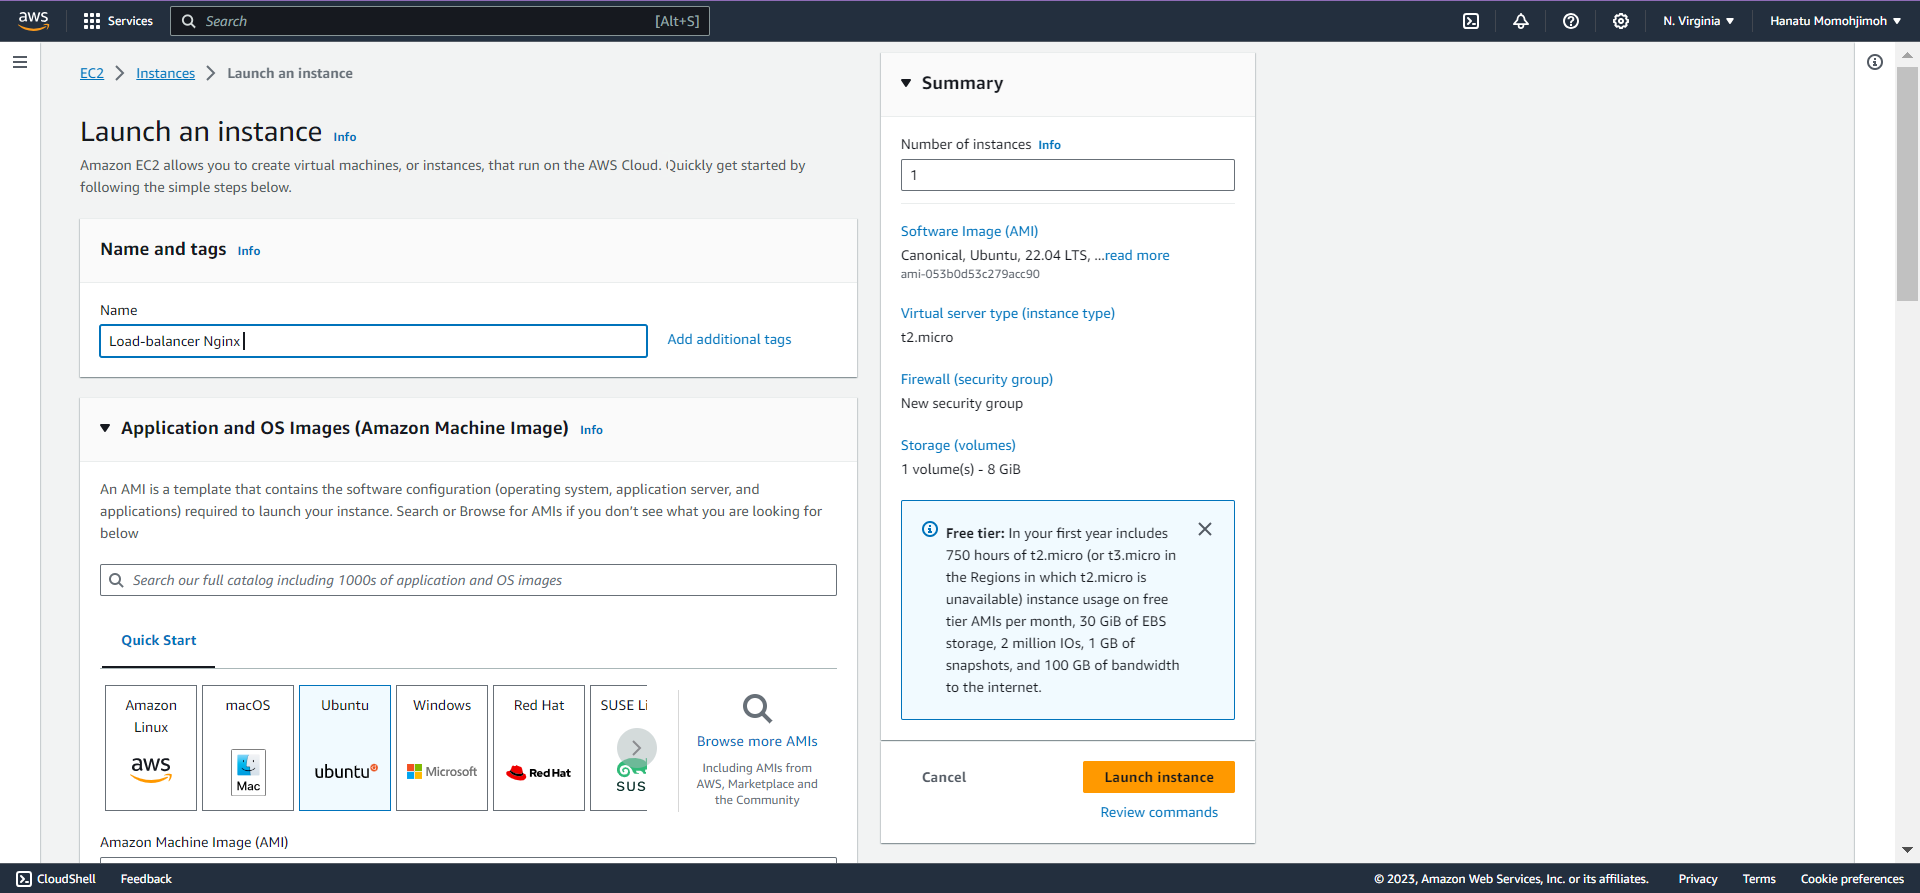 aws
Services
Search
[Alt+S]
N. Virginia
Hanatu Momohjimoh
EC2
Instances
Launch an instance
Launch an instance Info
Amazon EC2 allows you to create virtual machines, or instances, that run on the AWS Cloud. Quickly get started by
following the simple steps below.
Name and tags Info
Name
Load-balancer Nginx
Add additional tags
Application and OS Images (Amazon Machine Image) Info
An AMI is a template that contains the software configuration (operating system, application server, and
applications) required to launch your instance. Search or Browse for AMIs if you don’t see what you are looking for
below
Search our full catalog including 1000s of application and OS images
Quick Start
Amazon
Linux
aws
macOS
Mac
Ubuntu
ubuntu
Windows
Microsoft
Red Hat
Red Hat
SUSE Li
SUS
Browse more AMIs
Including AMIs from
AWS, Marketplace and
the Community
Amazon Machine Image (AMI)
Summary
Number of instances Info
1
Software Image (AMI)
Canonical, Ubuntu, 22.04 LTS, ...read more
ami-053b0d53c279acc90
Virtual server type (instance type)
t2.micro
Firewall (security group)
New security group
Storage (volumes)
1 volume(s) - 8 GiB
Free tier: In your first year includes
750 hours of t2.micro (or t3.micro in
the Regions in which t2.micro is
unavailable) instance usage on free
tier AMIs per month, 30 GiB of EBS
storage, 2 million IOs, 1 GB of
snapshots, and 100 GB of bandwidth
to the internet.
Cancel
Launch instance
Review commands
CloudShell
Feedback
© 2023, Amazon Web Services, Inc. or its affiliates.
Privacy
Terms
Cookie preferences